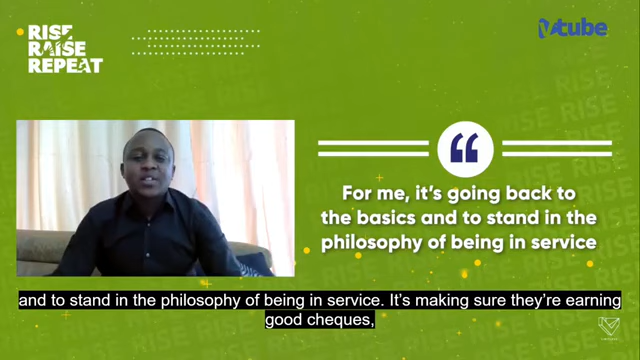 RISE
RAISE
REPEAT
Vtube
For me, it's going back to
the basics and to stand in the
philosophy of being in service
and to stand in the philosophy of being in service. It's making sure they're earning
good cheques,